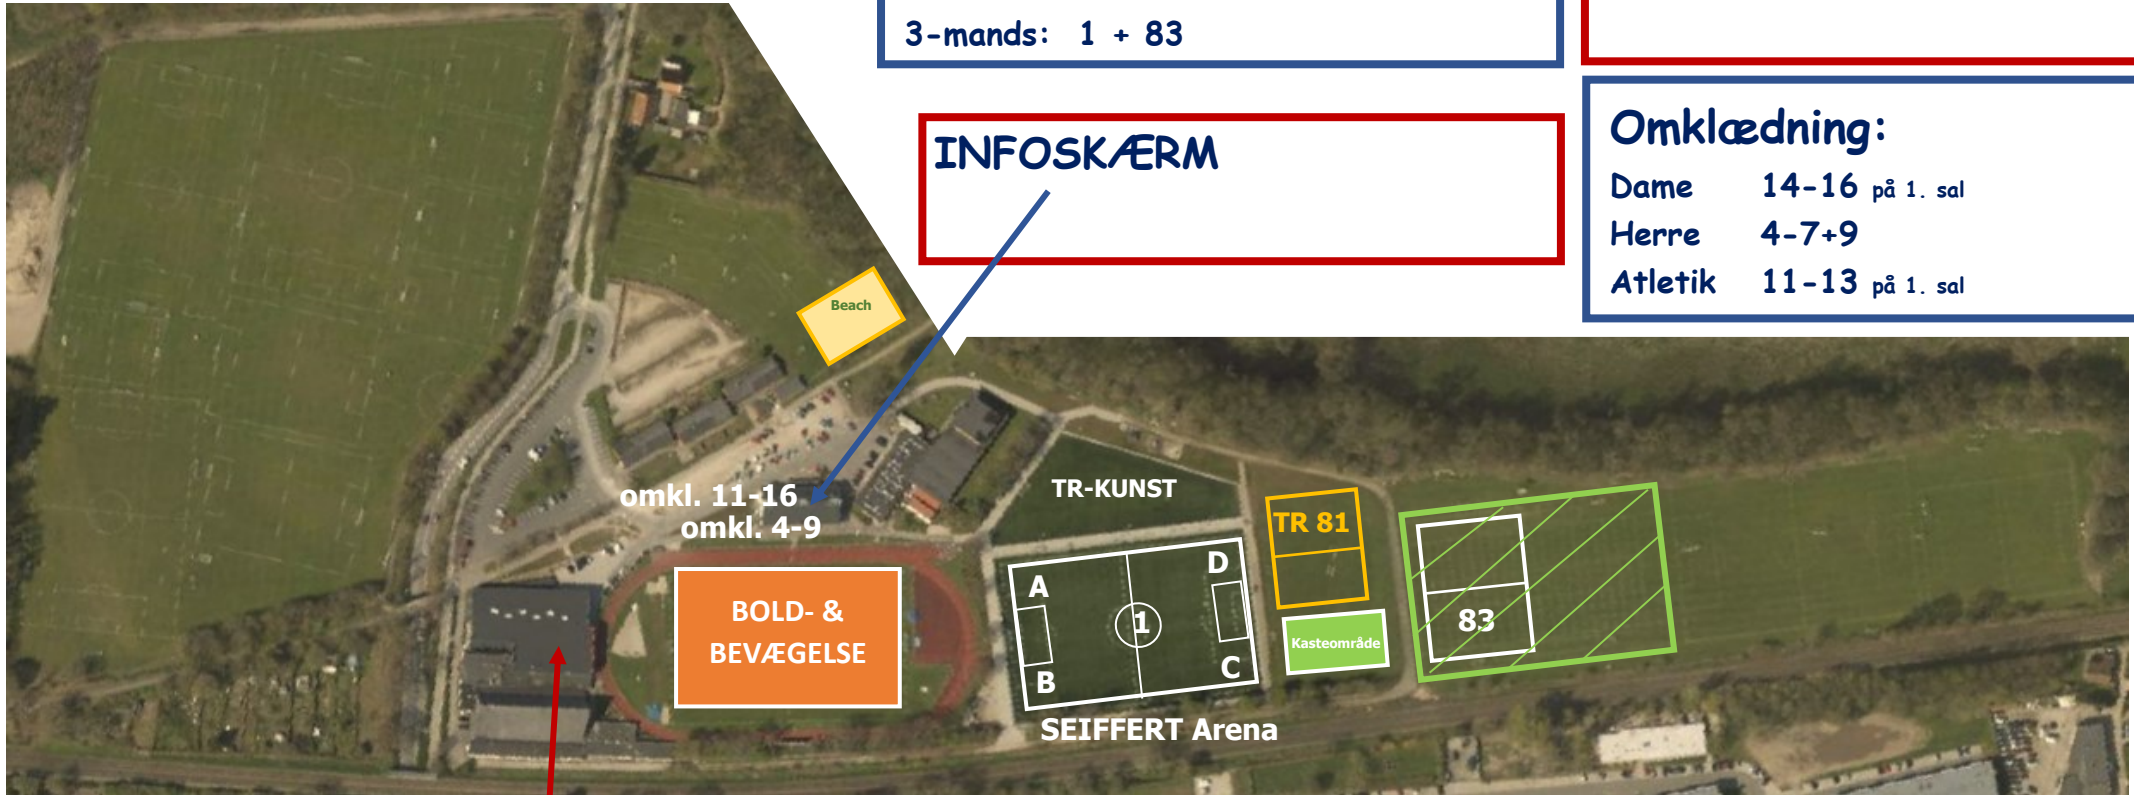 3-mands: 1 + 83
INFOSKÆRM
Omklædning:
Dame 14-16 på 1. sal
Herre 4-7+9
Atletik 11-13 på 1. sal
Beach
omkl. 11-16
omkl. 4-9
TR-KUNST
TR 81
BOLD- &
BEVÆGELSE
A
D
1
B
C
Kasteområde
83
SEIFFERT Arena